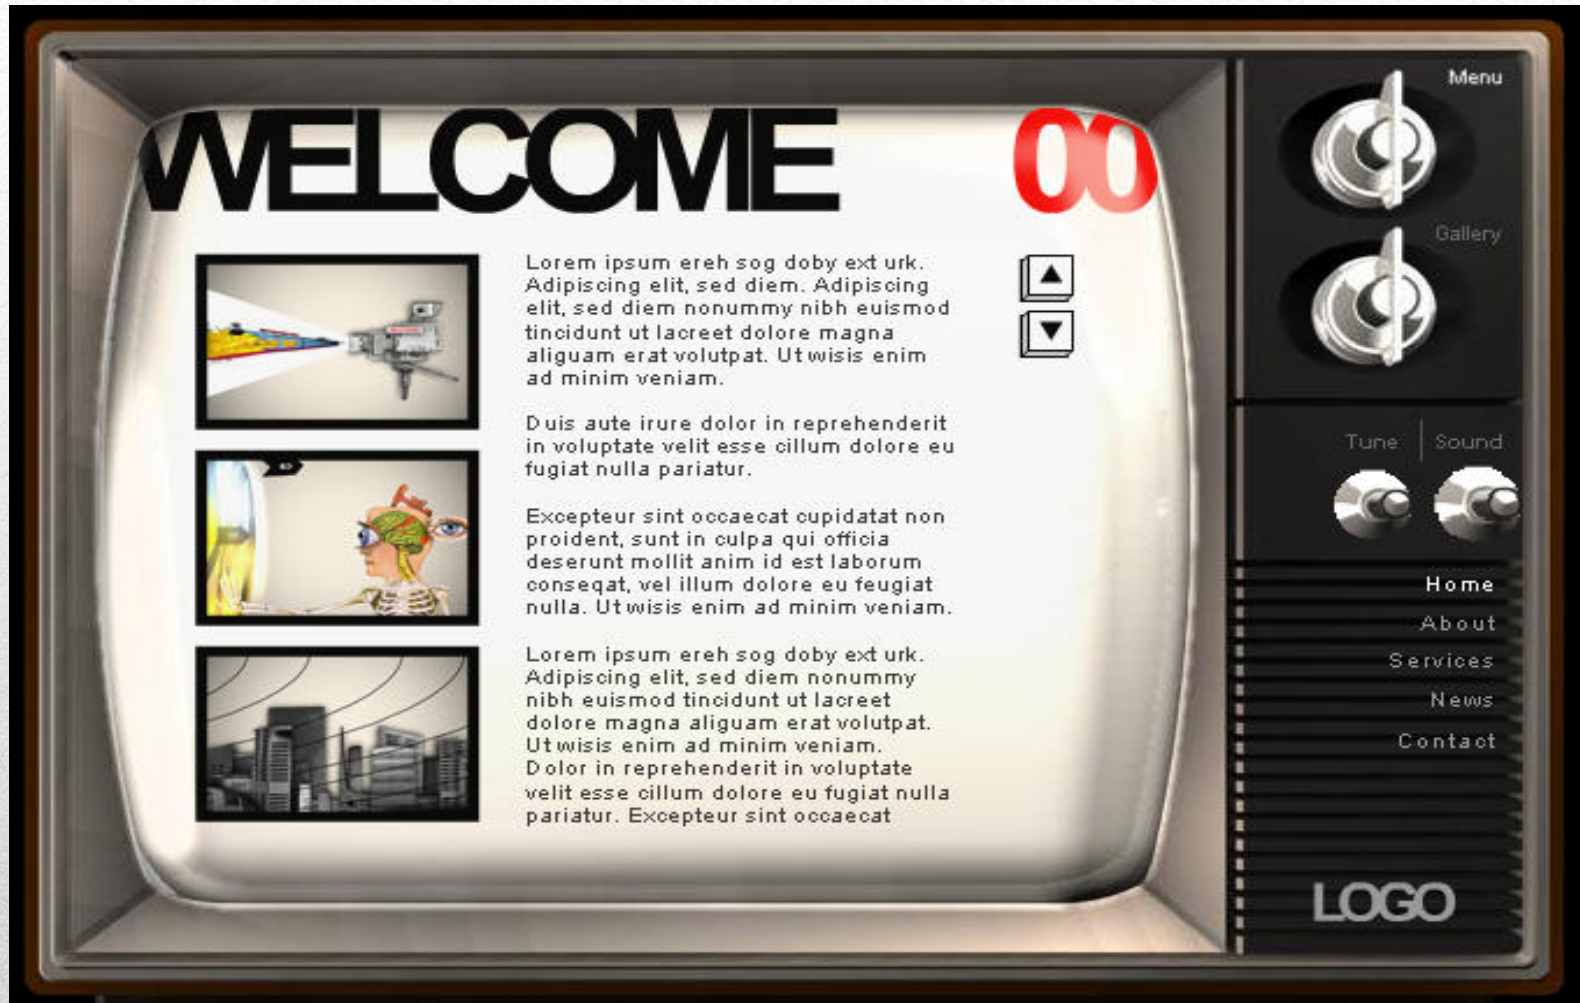 WELCOME
00
Lorem ipsum ereh sog doby ext urk.
Adipiscing elit, sed diem. Adipiscing
elit, sed diem nonummy nibh euismod
tincidunt ut lacreet dolore magna
aliguam erat volutpat. Ut wisis enim
ad minim veniam.
Duis aute irure dolor in reprehenderit
in voluptate velit esse cillum dolore eu
fugiat nulla pariatur.
Excepteur sint occaecat cupidatat non
proident, sunt in culpa qui officia
deserunt mollit anim id est laborum
conseqat, vel illum dolore eu feugiat
nulla. Ut wisis enim ad minim veniam.
Lorem ipsum ereh sog doby ext urk.
Adipiscing elit, sed diem nonummy
nibh euismod tincidunt ut lacreet
dolore magna aliguam erat volutpat.
Ut wisis enim ad minim veniam.
Dolor in reprehenderit in voluptate
velit esse cillum dolore eu fugiat nulla
pariatur. Excepteur sint occaecat
Menu
Gallery
Tune
Sound
Home
About
Services
News
Contact
LOGO